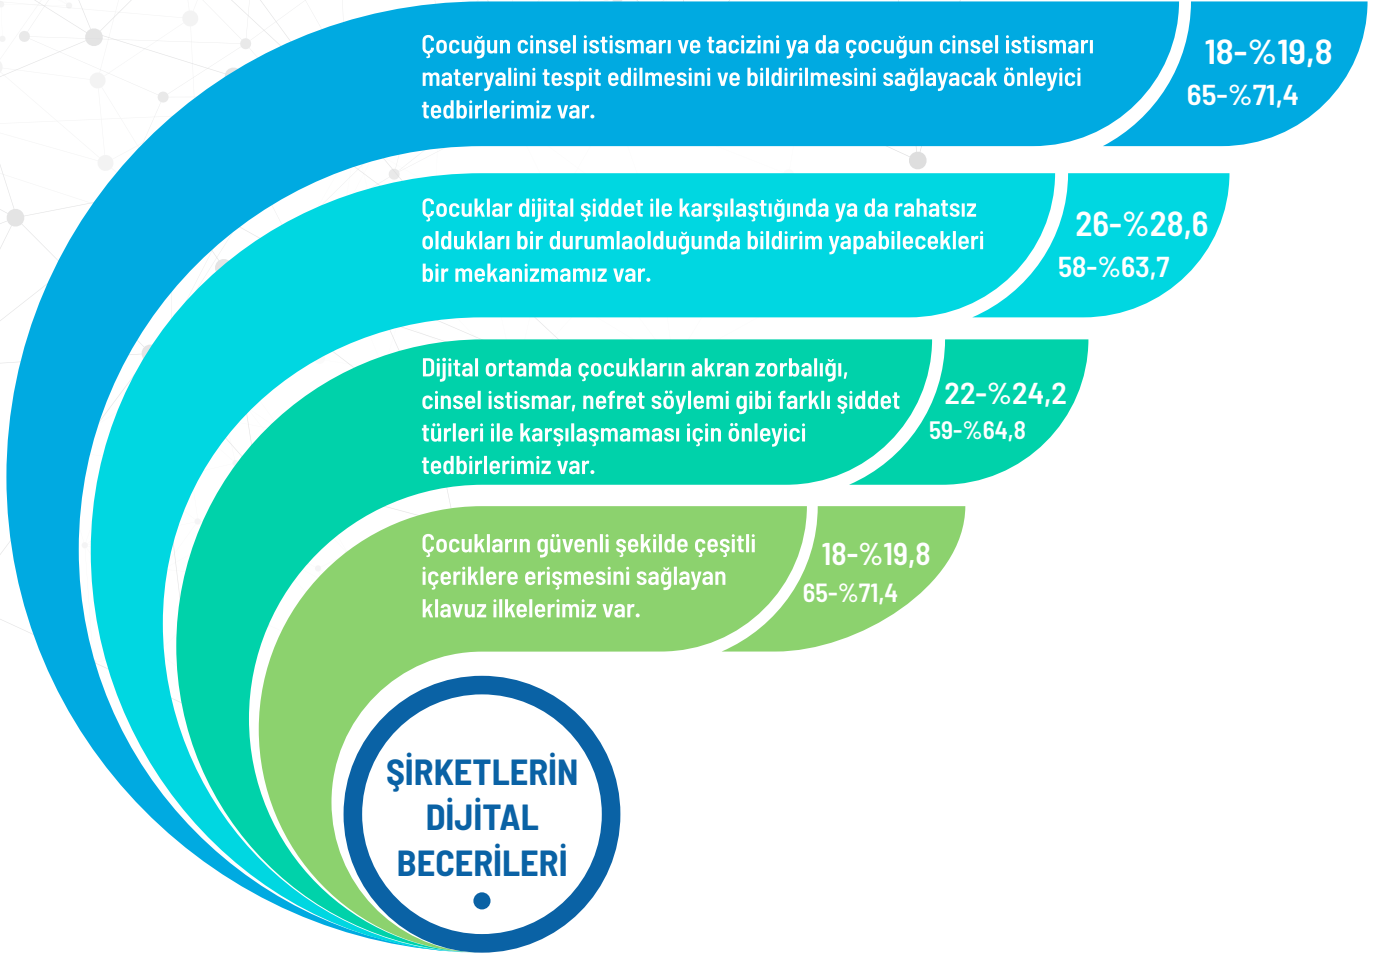 Çocuğun cinsel istismarı ve tacizini ya da çocuğun cinsel istismarı
materyalini tespit edilmesini ve bildirilmesini sağlayacak önleyici
tedbirlerimiz var.
18-%19,8
65-%71,4
Çocuklar dijital şiddet ile karşılaştığında ya da rahatsız
oldukları bir durumlaolduğunda bildirim yapabilecekleri
bir mekanizmamız var.
26-%28,6
58-%63,7
Dijital ortamda çocukların akran zorbalığı,
cinsel istismar, nefret söylemi gibi farklı şiddet
türleri ile karşılaşmaması için önleyici
tedbirlerimiz var.
22-%24,2
59-%64,8
Çocukların güvenli şekilde çeşitli
içeriklere erişmesini sağlayan
klavuz ilkelerimiz var.
18-%19,8
65-%71,4
ŞİRKETLERİN
DİJİTAL
BECERİLERİ